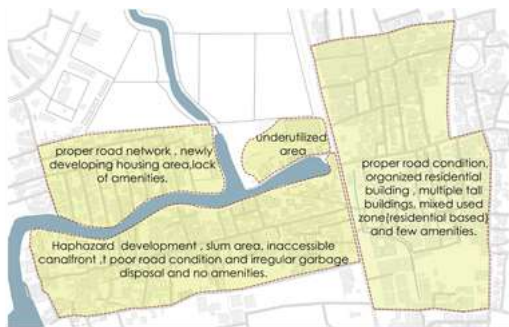 proper road network , newly
developing housing area,lack
of amenities.
underutilized
area
proper road condition,
organized residential
building , multiple tall
buildings, mixed used
zone(residential based)
and few amenities.
Haphazard development , slum area, inaccessible
canalfront ,t poor road condition and irregular garbage
disposal and no amenities.